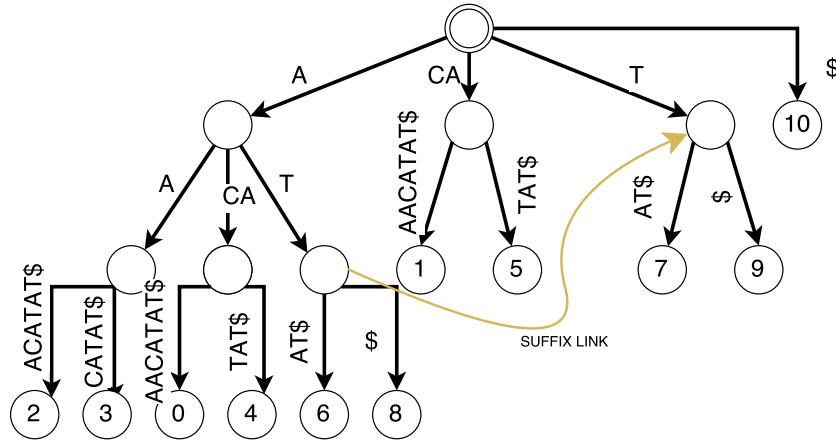 $
A
CA
T
10
A
CA
T
AACATAT$
TAT$
AT$
$
1
5
7
9
ACATAT$
CATAT$
AACATAT$
TAT$
AT$
$
SUFFIX LINK
2
3
0
4
6
8